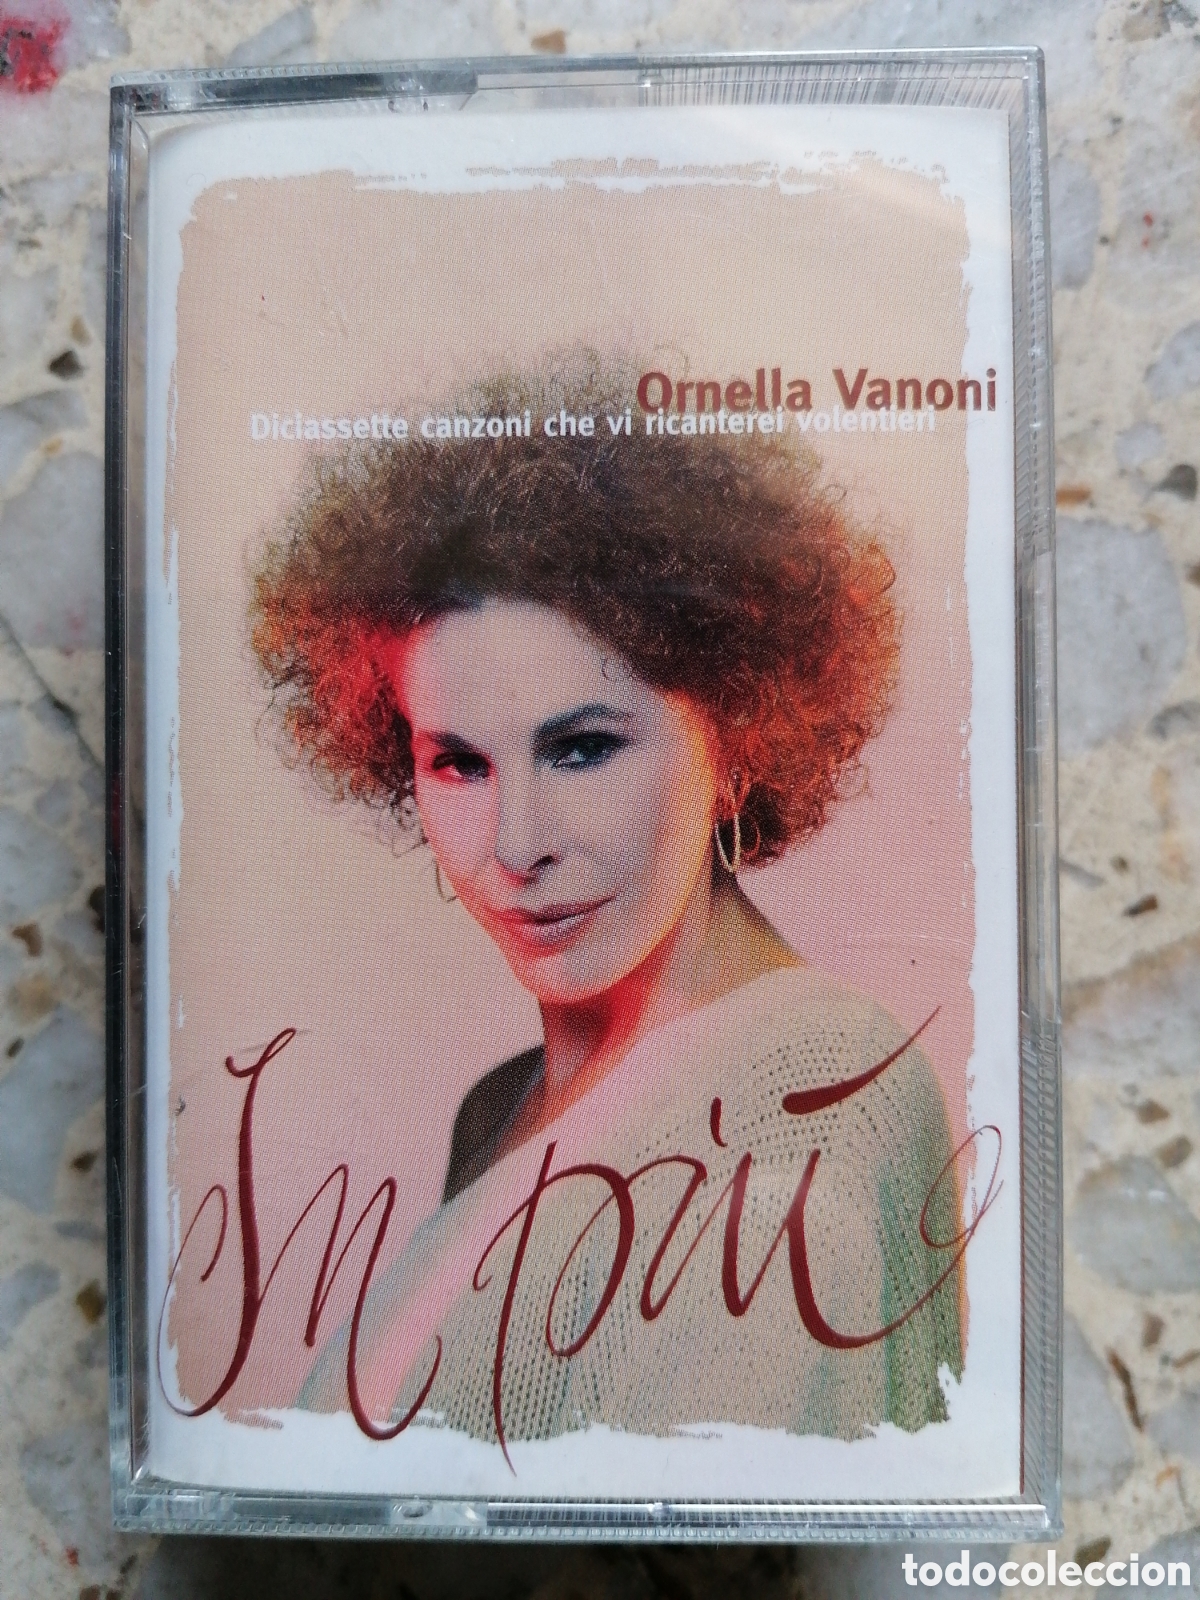 Ornella Vanoni
Diciassette canzoni che vi ricanterei volentieri
In più
todocoleccion